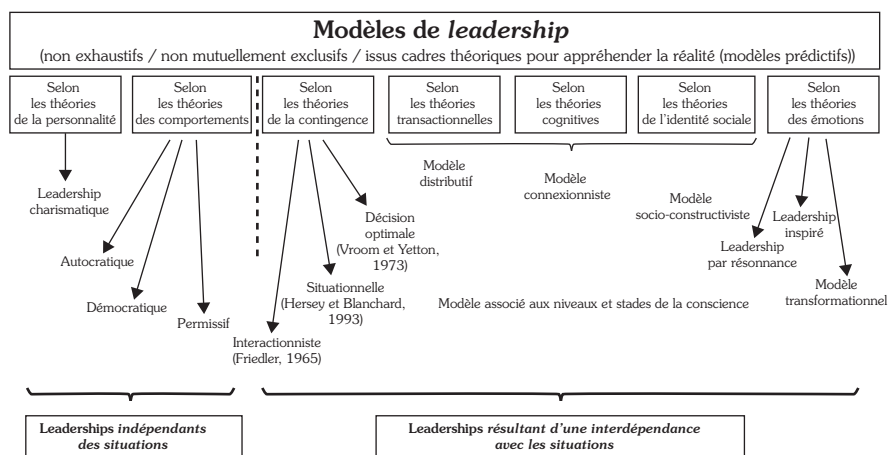 Modèles de leadership
(non exhaustifs / non mutuellement exclusifs / issus cadres théoriques pour appréhender la réalité (modèles prédictifs))
Selon
les théories
de la personnalité
Selon
les théories
des comportements
Selon
les théories
de la contingence
Selon
les théories
transactionnelles
Selon
les théories
cognitives
Selon
les théories
de l'identité sociale
Selon
les théories
des émotions
Leadership
charismatique
Autocratique
Démocratique
Permissif
Interactionniste
(Friedler, 1965)
Situationnelle
(Hersey et Blanchard,
1993)
Décision
optimale
(Vroom et Yetton,
1973)
Modèle
distributif
Modèle
connexionniste
Modèle
socio-constructiviste
Modèle associé aux niveaux et stades de la conscience
Leadership
par résonnance
Leadership
inspiré
Modèle
transformationnel
Leaderships indépendants
des situations
Leaderships résultant d'une interdépendance
avec les situations